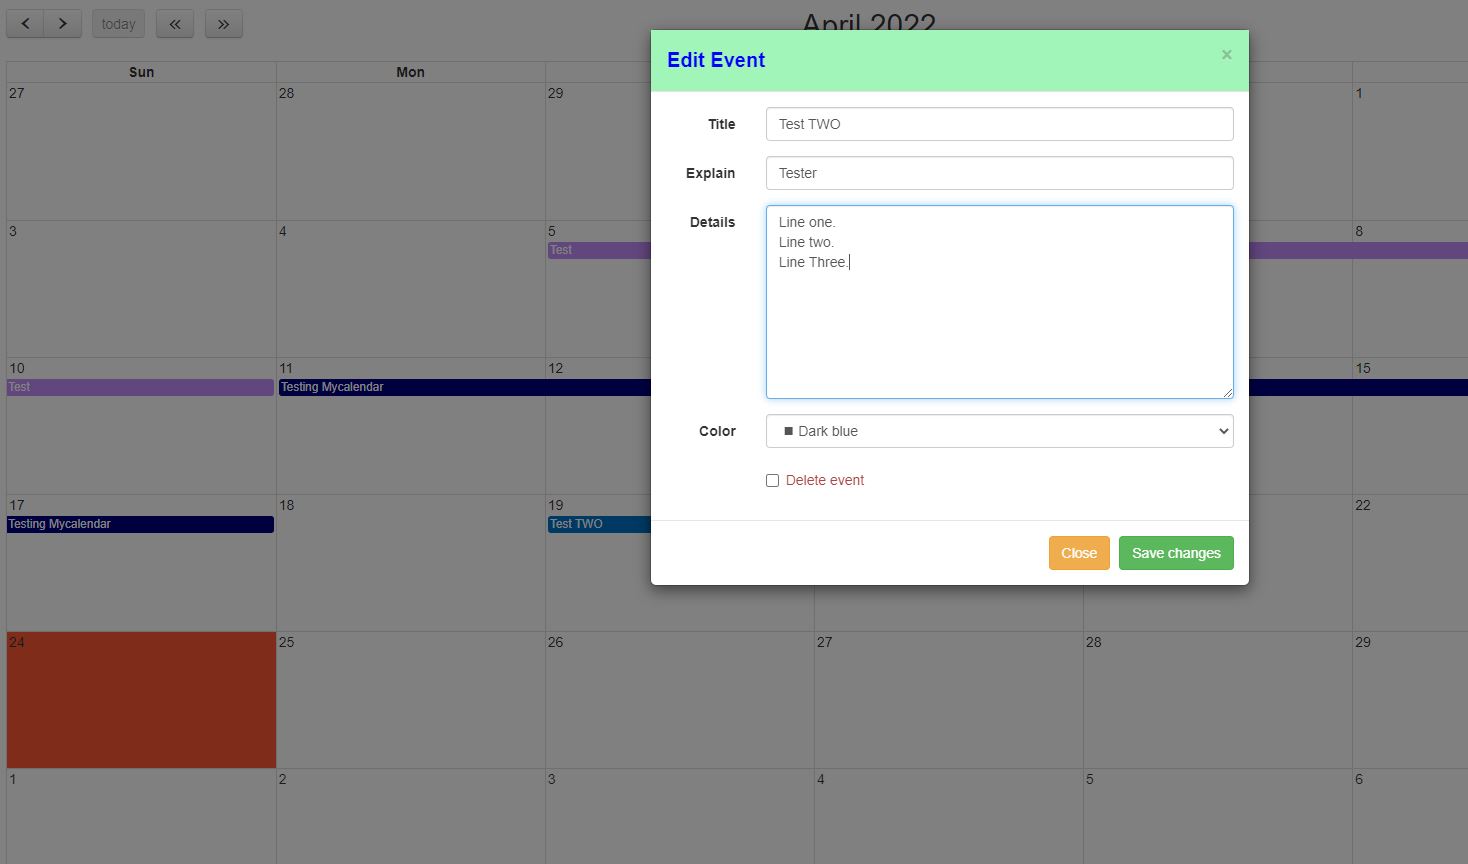 today
April 2022
Edit Event
×
Sun Mon
27 28 29 1
Title Test TWO
Explain Tester
Details Line one.
Line two.
Line Three.
3 4 5 8
Test
10 11 12 15
Test Testing Mycalendar
Color ■ Dark blue
Delete event
17 18 19 22
Testing Mycalendar Test TWO
Close Save changes
24 25 26 27 28 29
1 2 3 4 5 6